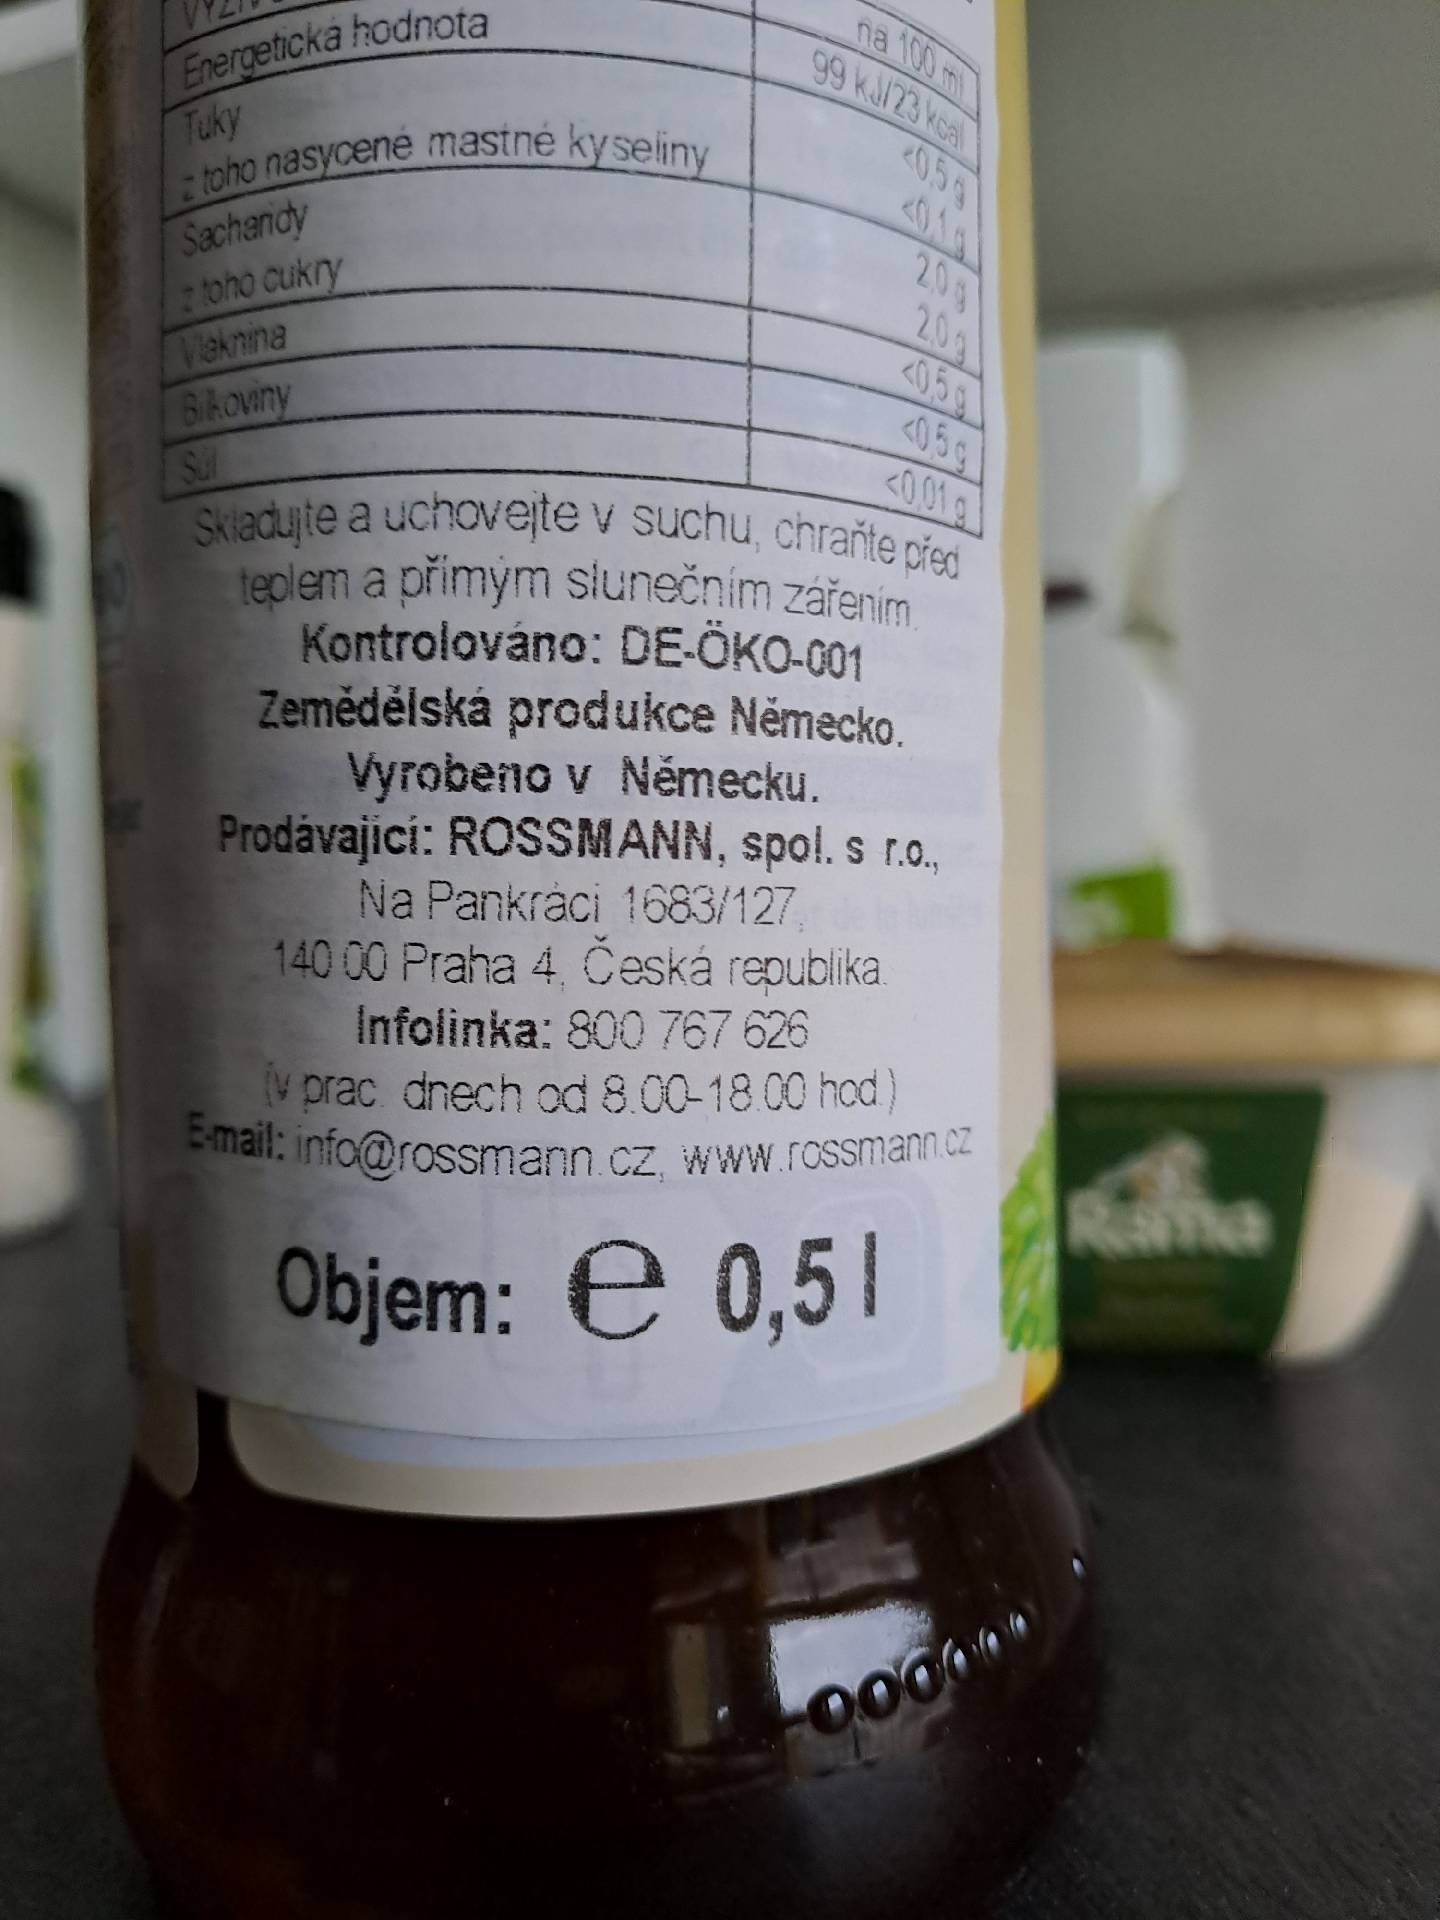 na 100 ml
Energetická hodnota 99 kJ/23 kcal
Tuky <0,5 g
z toho nasycené mastné kyseliny <0,1 g
Sacharidy 2,0 g
z toho cukry 2,0 g
Vláknina <0,5 g
Bílkoviny <0,5 g
Sůl <0,01 g
Skladujte a uchovejte v suchu, chraňte před
teplem a přímým slunečním zářením.
Kontrolováno: DE-ÖKO-001
Zemědělská produkce Německo.
Vyrobeno v Německu.
Prodávající: ROSSMANN, spol. s r.o.,
Na Pankráci 1683/127,
140 00 Praha 4, Česká republika.
Infolinka: 800 767 626
(v prac. dnech od 8.00-18.00 hod.)
E-mail: info@rossmann.cz, www.rossmann.cz
Objem: e 0,5 l
Rama